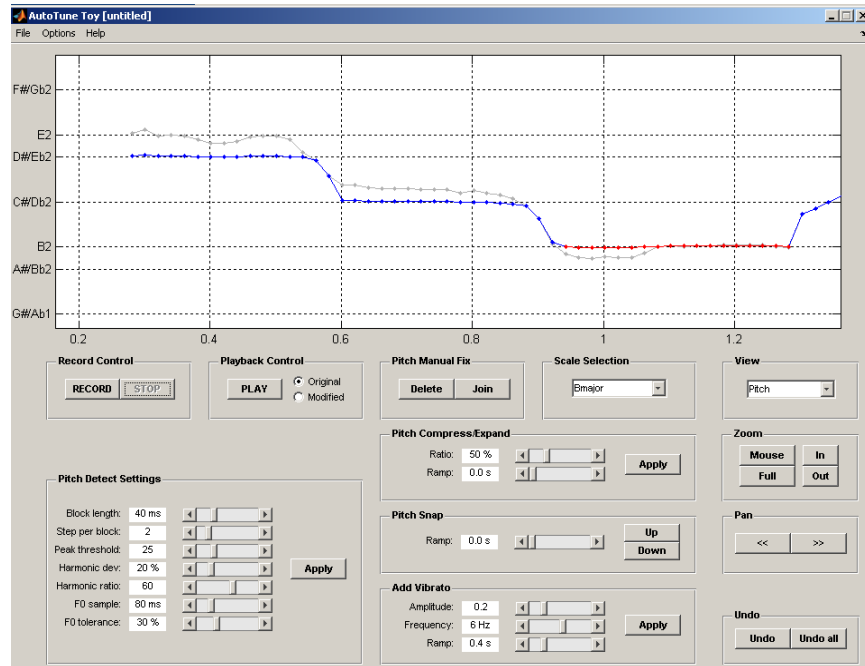 AutoTune Toy [untitled]
File Options Help
F#/Gb2
E2
D#/Eb2
C#/Db2
B2
A#/Bb2
G#/Ab1
0.2 0.4 0.6 0.8 1 1.2
Record Control
RECORD STOP
Playback Control
PLAY
Original
Modified
Pitch Manual Fix
Delete Join
Scale Selection
Bmajor
View
Pitch
Pitch Compress/Expand
Ratio: 50 %
Ramp: 0.0 s
Apply
Zoom
Mouse In
Full Out
Pitch Detect Settings
Block length: 40 ms
Step per block: 2
Peak threshold: 25
Harmonic dev: 20 %
Harmonic ratio: 60
F0 sample: 80 ms
F0 tolerance: 30 %
Apply
Pitch Snap
Ramp: 0.0 s
Up
Down
Pan
<< >>
Add Vibrato
Amplitude: 0.2
Frequency: 6 Hz
Ramp: 0.4 s
Apply
Undo
Undo Undo all